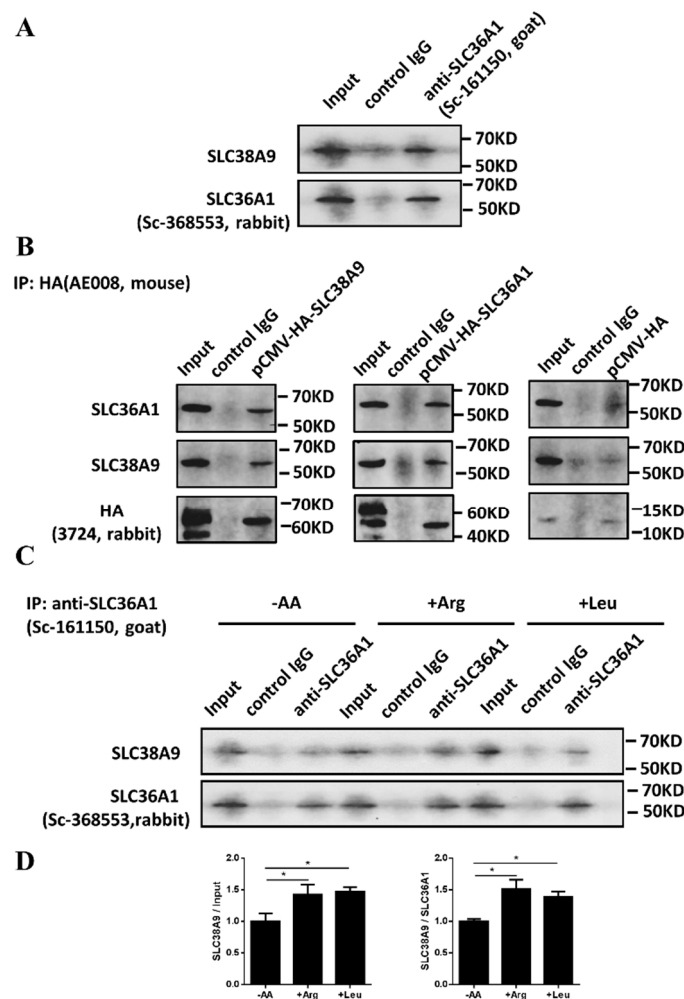 A
Input
control IgG
anti-SLC36A1
(Sc-161150, goat)
SLC38A9
70KD
50KD
SLC36A1
(Sc-368553, rabbit)
70KD
50KD
B
IP: HA(AE008, mouse)
Input
control IgG
pCMV-HA-SLC38A9
Input
control IgG
pCMV-HA-SLC36A1
Input
control IgG
pCMV-HA
SLC36A1
70KD
50KD
70KD
50KD
70KD
50KD
SLC38A9
70KD
50KD
70KD
50KD
70KD
50KD
HA
(3724, rabbit)
70KD
60KD
60KD
40KD
15KD
10KD
C
IP: anti-SLC36A1
(Sc-161150, goat)
-AA
+Arg
+Leu
Input
control IgG
anti-SLC36A1
Input
control IgG
anti-SLC36A1
Input
control IgG
anti-SLC36A1
SLC38A9
70KD
50KD
SLC36A1
(Sc-368553,rabbit)
70KD
50KD
D
SLC38A9 / Input
2.0
1.5
1.0
0.5
0.0
*
*
-AA
+Arg
+Leu
SLC38A9 / SLC36A1
2.0
1.5
1.0
0.5
0.0
*
*
-AA
+Arg
+Leu